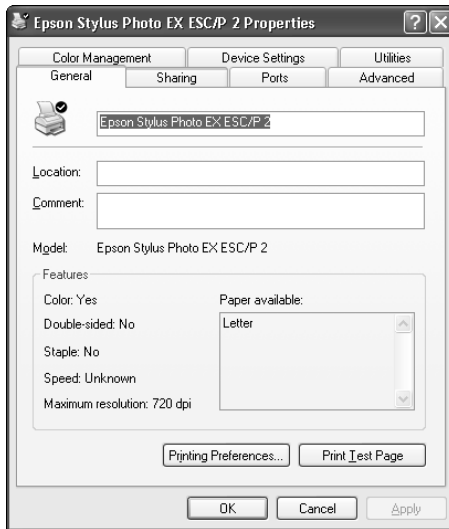 Epson Stylus Photo EX ESC/P 2 Properties
Color Management Device Settings Utilities
General Sharing Ports Advanced
Epson Stylus Photo EX ESC/P 2
Location:
Comment:
Model: Epson Stylus Photo EX ESC/P 2
Features
Color: Yes Paper available:
Double-sided: No Letter
Staple: No
Speed: Unknown
Maximum resolution: 720 dpi
Printing Preferences... Print Test Page
OK Cancel Apply